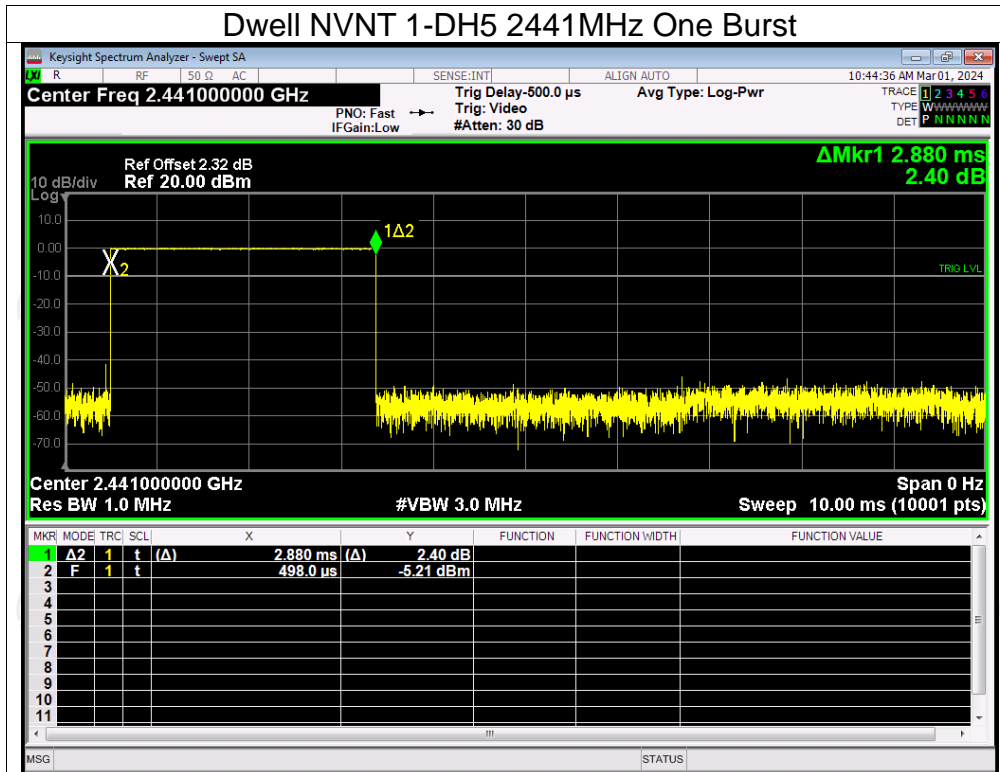 Dwell NVNT 1-DH5 2441MHz One Burst
Keysight Spectrum Analyzer - Swept SA
LXI R RF 50 Ω AC SENSE:INT ALIGN AUTO 10:44:36 AM Mar 01, 2024
Center Freq 2.441000000 GHz Trig Delay-500.0 µs Avg Type: Log-Pwr TRACE 1 2 3 4 5 6
PNO: Fast Trig: Video TYPE WWWWWW
IFGain:Low #Atten: 30 dB DET P N N N N N
ΔMkr1 2.880 ms
2.40 dB
Ref Offset 2.32 dB
10 dB/div Ref 20.00 dBm
Log
10.0
1Δ2
0.00
2
TRIG LVL
-10.0
-20.0
-30.0
-40.0
-50.0
-60.0
-70.0
Center 2.441000000 GHz Span 0 Hz
Res BW 1.0 MHz #VBW 3.0 MHz Sweep 10.00 ms (10001 pts)
MKR MODE TRC SCL X Y FUNCTION FUNCTION WIDTH FUNCTION VALUE
1 Δ2 1 t (Δ) 2.880 ms (Δ) 2.40 dB
2 F 1 t 498.0 µs -5.21 dBm
3
4
5
6
7
8
9
10
11
MSG STATUS